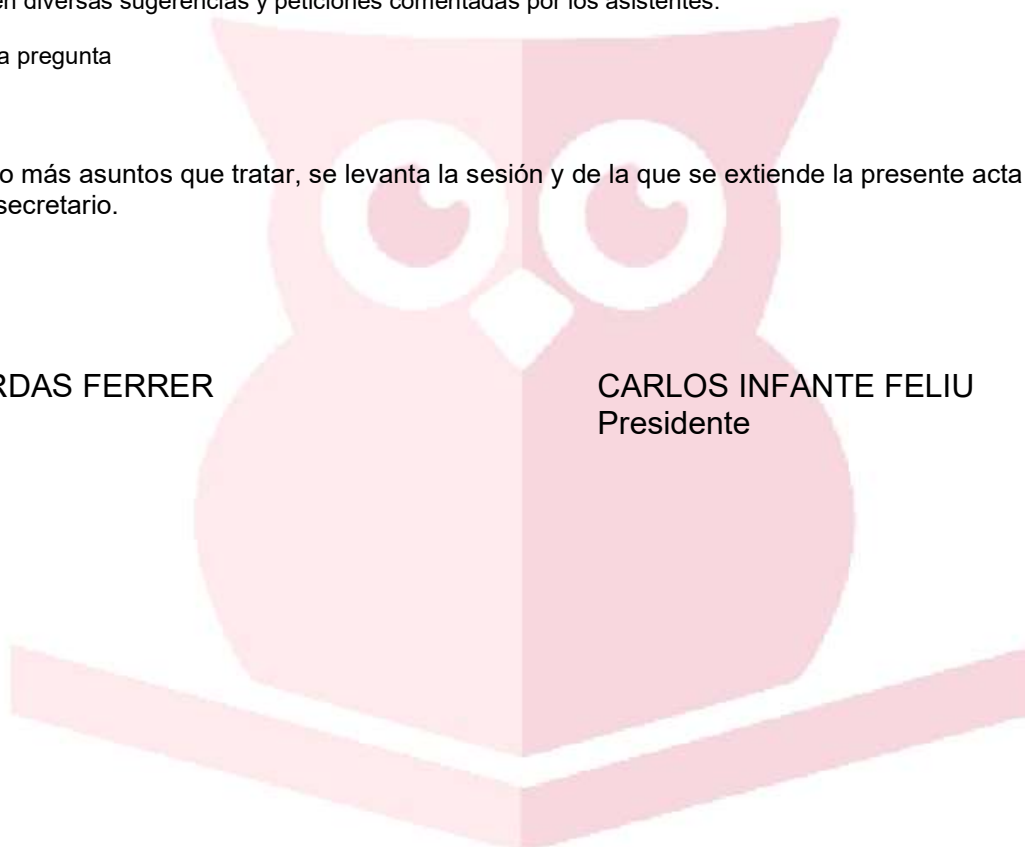 en diversas sugerencias y peticiones comentadas por los asistentes.
a pregunta
o más asuntos que tratar, se levanta la sesión y de la que se extiende la presente acta
secretario.
RDAS FERRER
CARLOS INFANTE FELIU
Presidente